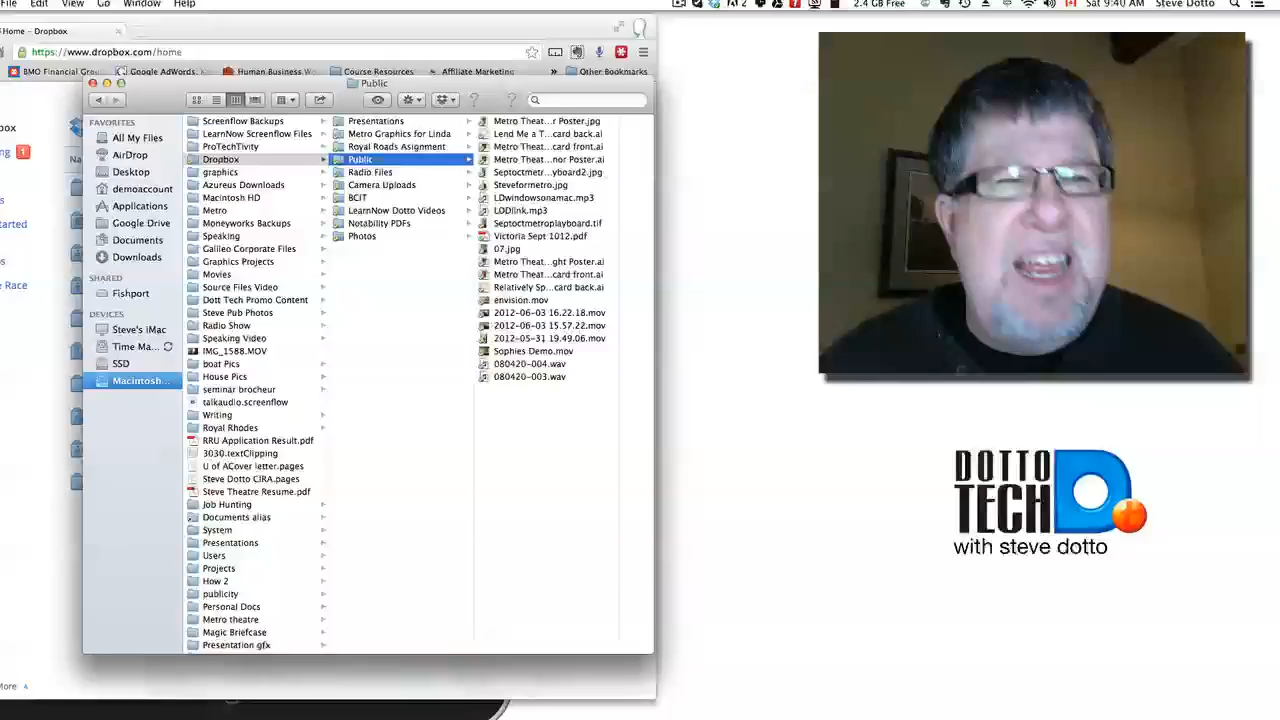 File Edit View Go Window Help
2 2.4 GB Free Sat 9:40 AM Steve Dotto
Home – Dropbox
https://www.dropbox.com/home
BMO Financial Group Google AdWords Human Business Wo Course Resources Affiliate Marketing » Other Bookmarks
Public
FAVORITES
All My Files
AirDrop
Desktop
demoaccount
Applications
Google Drive
Documents
Downloads
SHARED
Fishport
DEVICES
Steve's iMac
Time Ma...
SSD
Macintosh...
Screenflow Backups
LearnNow Screenflow Files
ProTechTivity
Dropbox
graphics
Azureus Downloads
Macintosh HD
Metro
Moneyworks Backups
Speaking
Galileo Corporate Files
Graphics Projects
Movies
Source Files Video
Dott Tech Promo Content
Steve Pub Photos
Radio Show
Speaking Video
IMG_1588.MOV
boat Pics
House Pics
seminar brocheur
talkaudio.screenflow
Writing
Royal Rhodes
RRU Application Result.pdf
3030.textClipping
U of ACover letter.pages
Steve Dotto CIRA.pages
Steve Theatre Resume.pdf
Job Hunting
Documents alias
System
Presentations
Users
Projects
How 2
publicity
Personal Docs
Metro theatre
Magic Briefcase
Presentation gfx
Presentations
Metro Graphics for Linda
Royal Roads Asignment
Public
Radio Files
Camera Uploads
BCIT
LearnNow Dotto Videos
Notability PDFs
Photos
Metro Theat...r Poster.jpg
Lend Me a T...card back.ai
Metro Theat...card front.ai
Metro Theat...nor Poster.ai
Septoctmetr...yboard2.jpg
Steveformetro.jpg
LDwindowsonamac.mp3
LODlink.mp3
Septoctmetroplayboard.tif
Victoria Sept 1012.pdf
07.jpg
Metro Theat...ght Poster.ai
Metro Theat...card front.ai
Relatively Sp...card back.ai
envision.mov
2012-06-03 16.22.18.mov
2012-06-03 15.57.22.mov
2012-05-31 19.49.06.mov
Sophies Demo.mov
080420-004.wav
080420-003.wav
box
ng 1
s
tarted
s
e Race
More
DOTTO
TECH D
with steve dotto